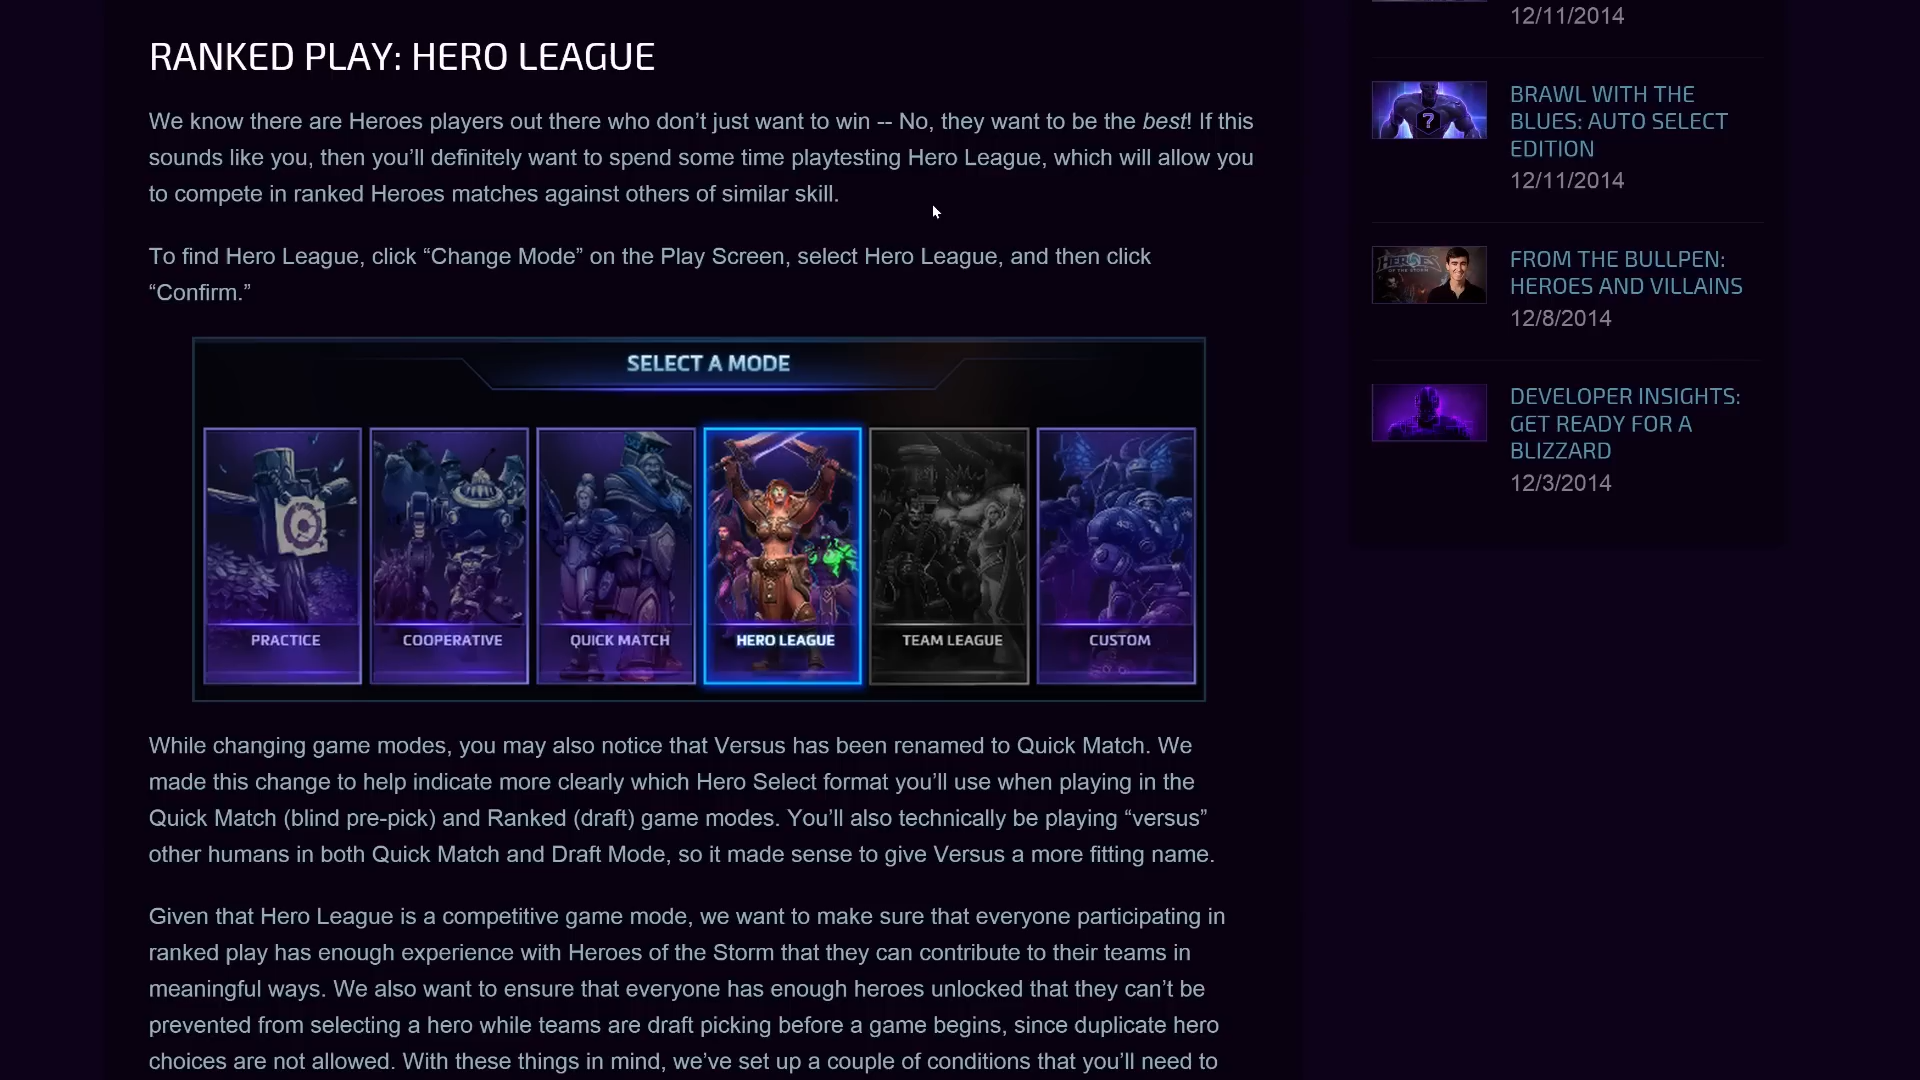 RANKED PLAY: HERO LEAGUE
We know there are Heroes players out there who don’t just want to win -- No, they want to be the best! If this
sounds like you, then you’ll definitely want to spend some time playtesting Hero League, which will allow you
to compete in ranked Heroes matches against others of similar skill.
To find Hero League, click “Change Mode” on the Play Screen, select Hero League, and then click
“Confirm.”
SELECT A MODE
PRACTICE
COOPERATIVE
QUICK MATCH
HERO LEAGUE
TEAM LEAGUE
CUSTOM
While changing game modes, you may also notice that Versus has been renamed to Quick Match. We
made this change to help indicate more clearly which Hero Select format you’ll use when playing in the
Quick Match (blind pre-pick) and Ranked (draft) game modes. You’ll also technically be playing “versus”
other humans in both Quick Match and Draft Mode, so it made sense to give Versus a more fitting name.
Given that Hero League is a competitive game mode, we want to make sure that everyone participating in
ranked play has enough experience with Heroes of the Storm that they can contribute to their teams in
meaningful ways. We also want to ensure that everyone has enough heroes unlocked that they can’t be
prevented from selecting a hero while teams are draft picking before a game begins, since duplicate hero
choices are not allowed. With these things in mind, we’ve set up a couple of conditions that you’ll need to
12/11/2014
?
BRAWL WITH THE
BLUES: AUTO SELECT
EDITION
12/11/2014
HEROES
FROM THE BULLPEN:
HEROES AND VILLAINS
12/8/2014
DEVELOPER INSIGHTS:
GET READY FOR A
BLIZZARD
12/3/2014